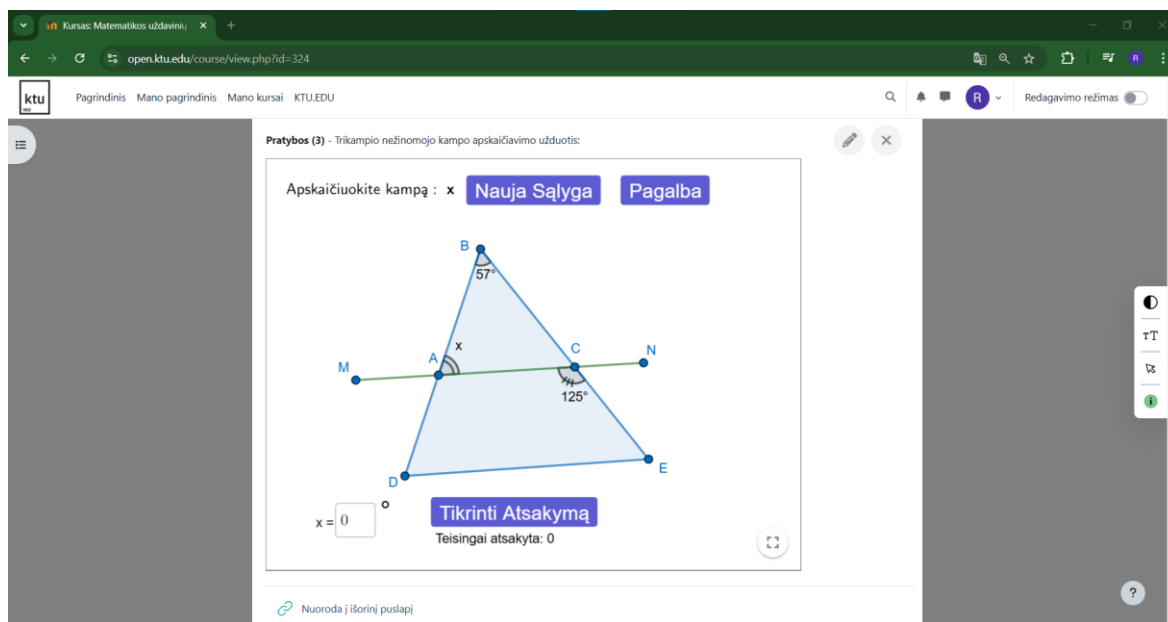 Kursas: Matematikos uždavinių
open.ktu.edu/course/view.php?id=324
R
ktu
1922
Pagrindinis Mano pagrindinis Mano kursai KTU.EDU
R
Redagavimo režimas
Pratybos (3) - Trikampio nežinomojo kampo apskaičiavimo užduotis:
Apskaičiuokite kampą : x
Nauja Sąlyga
Pagalba
B
57°
x
A
C
N
M
125°
E
D
x = 0 °
Tikrinti Atsakymą
Teisingai atsakyta: 0
Nuoroda į išorinį puslapį
тT
i
?